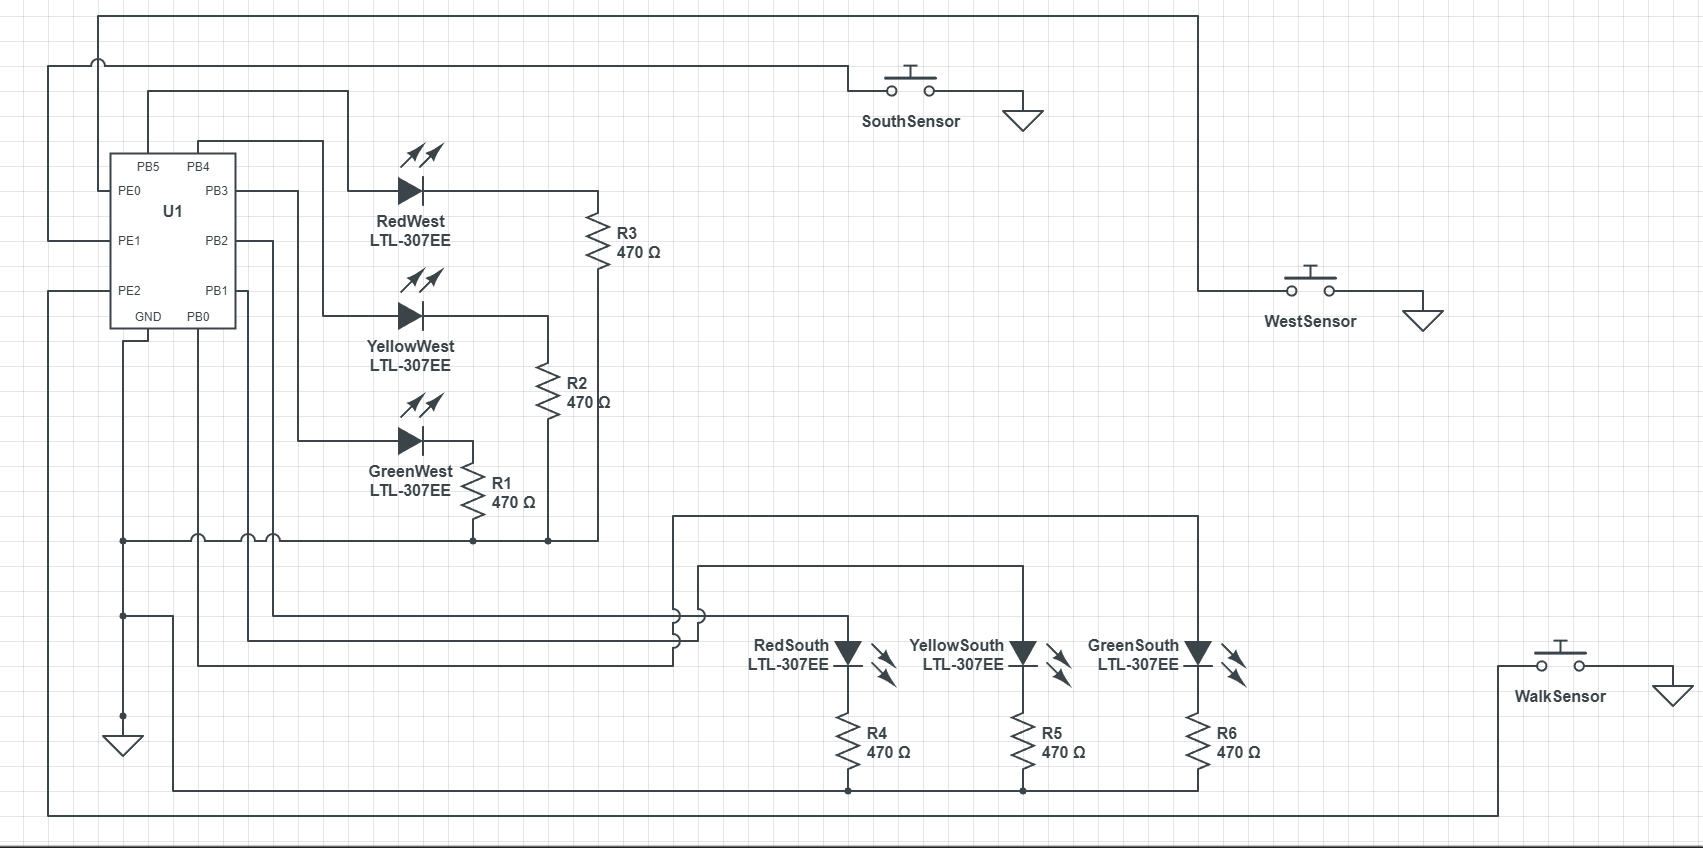 SouthSensor
PB5
PB4
PE0
PB3
U1
PE1
PB2
PE2
PB1
GND
PB0
RedWest
LTL-307EE
R3
470 Ω
YellowWest
LTL-307EE
R2
470 Ω
GreenWest
LTL-307EE
R1
470 Ω
WestSensor
RedSouth
LTL-307EE
YellowSouth
LTL-307EE
GreenSouth
LTL-307EE
R4
470 Ω
R5
470 Ω
R6
470 Ω
WalkSensor